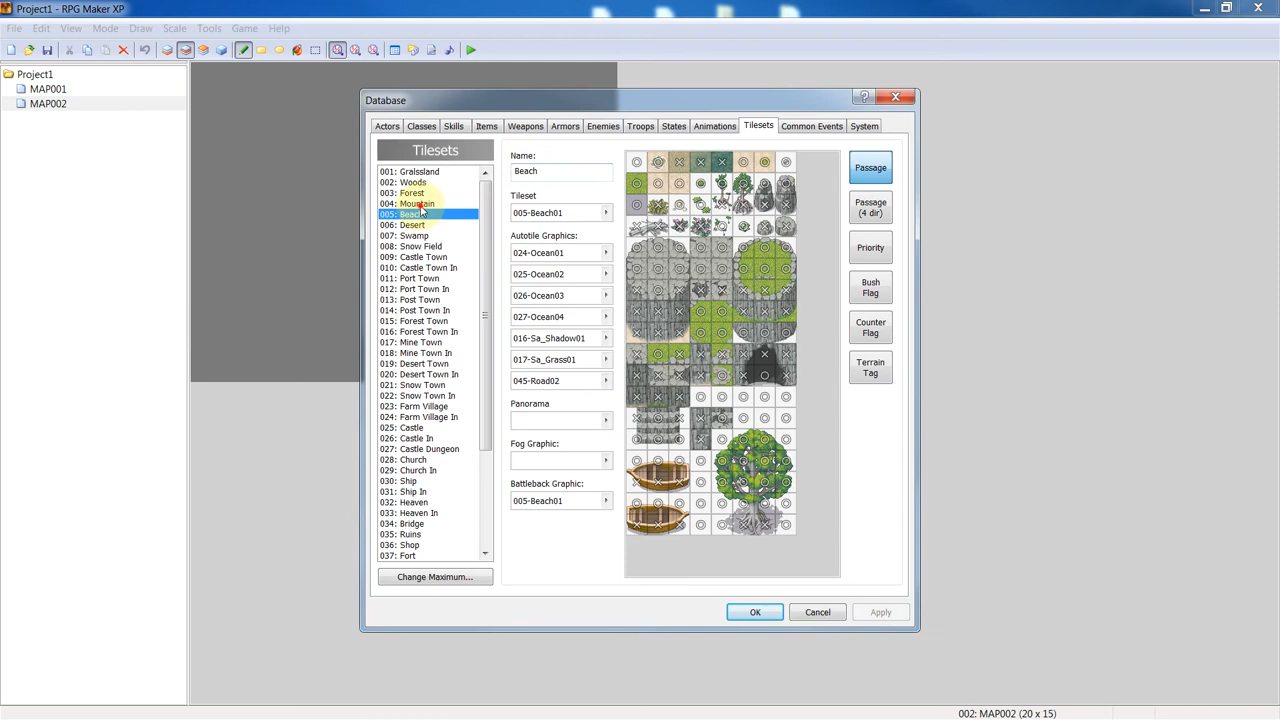 Project1 - RPG Maker XP
File Edit View Mode Draw Scale Tools Game Help
Project1
MAP001
MAP002
Database
Actors Classes Skills Items Weapons Armors Enemies Troops States Animations Tilesets Common Events System
Tilesets
001: Gralssland
002: Woods
003: Forest
004: Mountain
005: Beach
006: Desert
007: Swamp
008: Snow Field
009: Castle Town
010: Castle Town In
011: Port Town
012: Port Town In
013: Post Town
014: Post Town In
015: Forest Town
016: Forest Town In
017: Mine Town
018: Mine Town In
019: Desert Town
020: Desert Town In
021: Snow Town
022: Snow Town In
023: Farm Village
024: Farm Village In
025: Castle
026: Castle In
027: Castle Dungeon
028: Church
029: Church In
030: Ship
031: Ship In
032: Heaven
033: Heaven In
034: Bridge
035: Ruins
036: Shop
037: Fort
Change Maximum...
Name:
Beach
Tileset
005-Beach01
Autotile Graphics:
024-Ocean01
025-Ocean02
026-Ocean03
027-Ocean04
016-Sa_Shadow01
017-Sa_Grass01
045-Road02
Panorama
Fog Graphic:
Battleback Graphic:
005-Beach01
Passage
Passage
(4 dir)
Priority
Bush
Flag
Counter
Flag
Terrain
Tag
OK Cancel Apply
002: MAP002 (20 x 15)